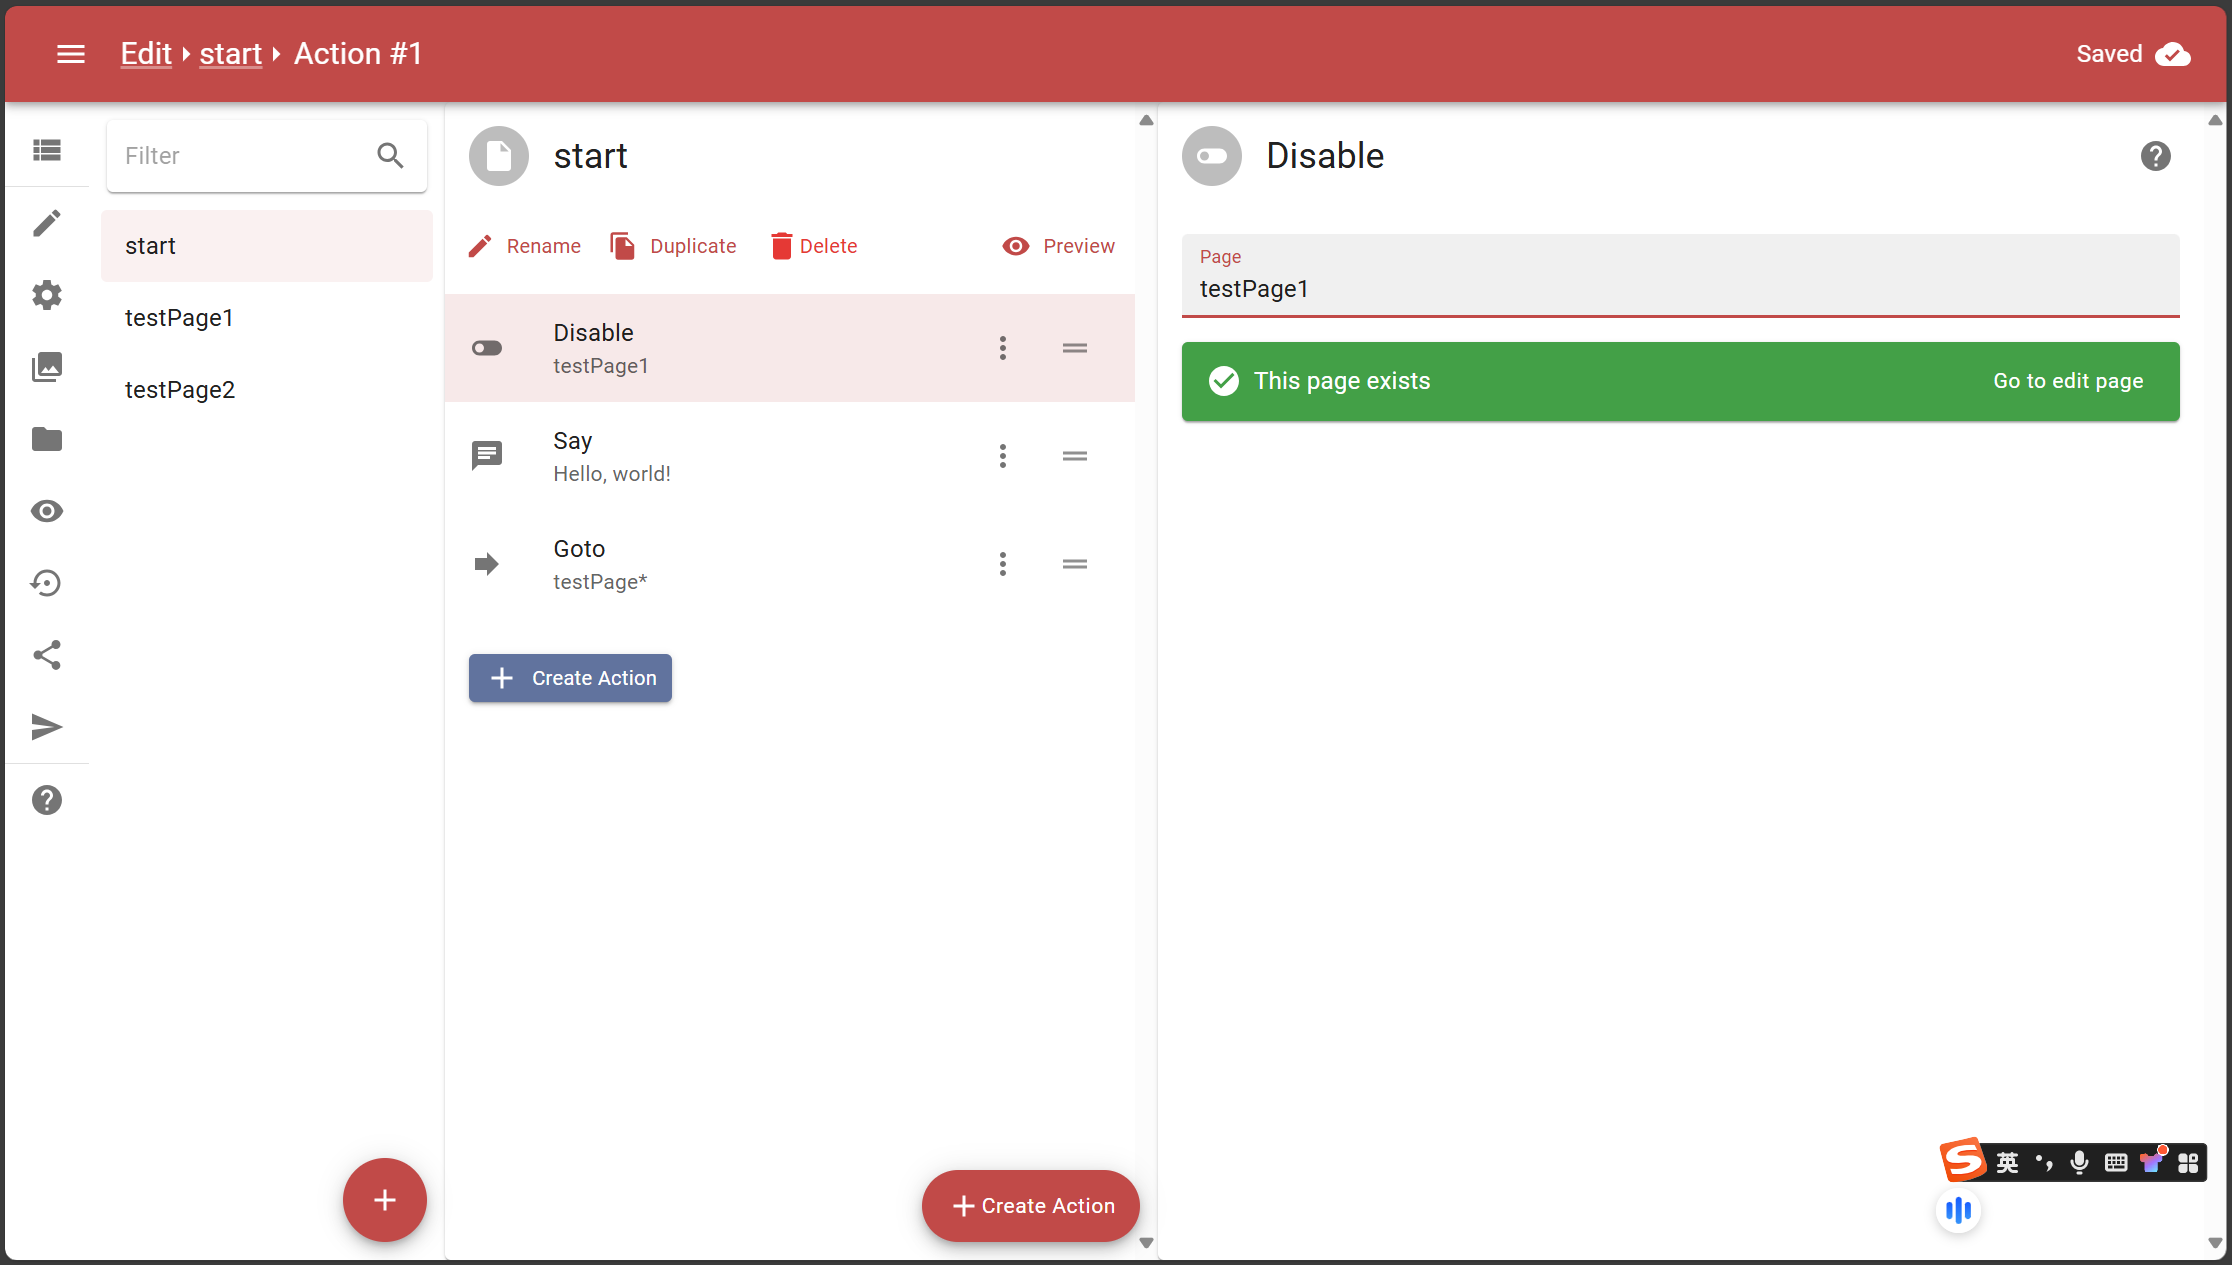 Edit start Action #1
Saved
Filter
start
testPage1
testPage2
start
Rename Duplicate Delete Preview
Disable
testPage1
Say
Hello, world!
Goto
testPage*
Create Action
Create Action
Disable
Page
testPage1
This page exists Go to edit page
英